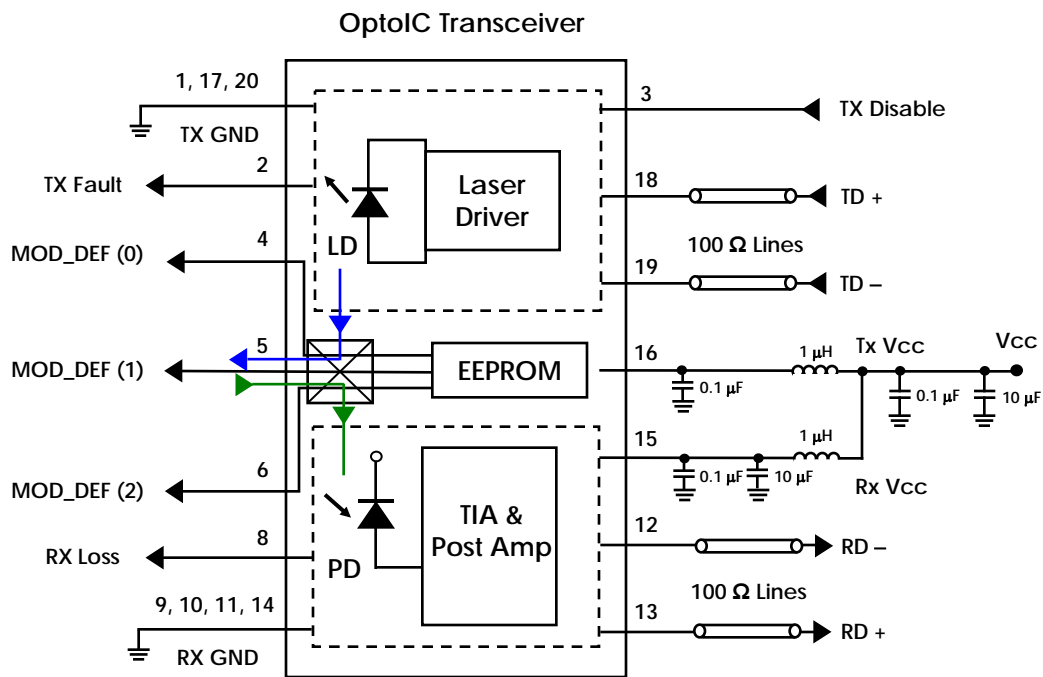 OptoIC Transceiver
1, 17, 20
TX GND
3
TX Disable
2
TX Fault
LD
Laser
Driver
18
TD +
100 Ω Lines
19
TD –
4
MOD_DEF (0)
5
MOD_DEF (1)
EEPROM
16
0.1 µF
1 µH
Tx Vcc
Vcc
0.1 µF
10 µF
15
0.1 µF
10 µF
1 µH
Rx Vcc
6
MOD_DEF (2)
8
RX Loss
PD
TIA &
Post Amp
12
RD –
100 Ω Lines
13
RD +
9, 10, 11, 14
RX GND